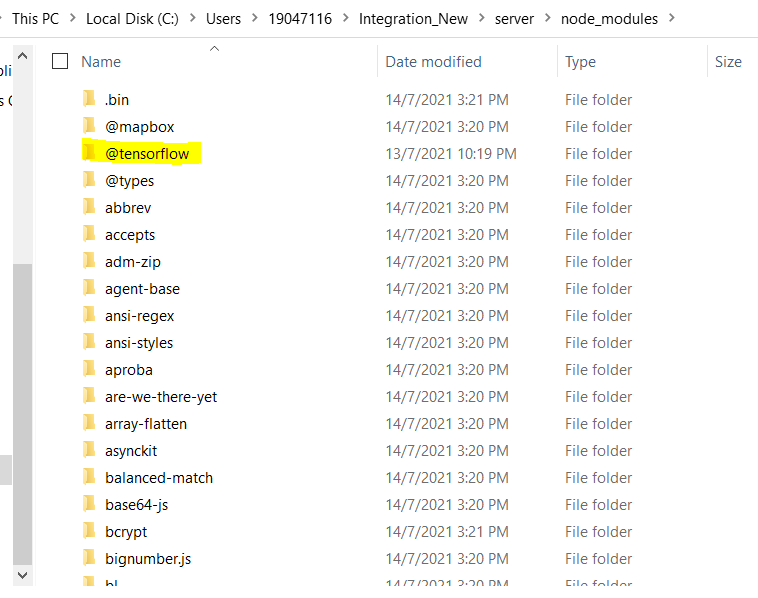 This PC > Local Disk (C:) > Users > 19047116 > Integration_New > server > node_modules >
Name Date modified Type Size
.bin 14/7/2021 3:21 PM File folder
@mapbox 14/7/2021 3:20 PM File folder
@tensorflow 13/7/2021 10:19 PM File folder
@types 14/7/2021 3:20 PM File folder
abbrev 14/7/2021 3:20 PM File folder
accepts 14/7/2021 3:20 PM File folder
adm-zip 14/7/2021 3:20 PM File folder
agent-base 14/7/2021 3:20 PM File folder
ansi-regex 14/7/2021 3:20 PM File folder
ansi-styles 14/7/2021 3:20 PM File folder
aproba 14/7/2021 3:20 PM File folder
are-we-there-yet 14/7/2021 3:20 PM File folder
array-flatten 14/7/2021 3:20 PM File folder
asynckit 14/7/2021 3:20 PM File folder
balanced-match 14/7/2021 3:20 PM File folder
base64-js 14/7/2021 3:20 PM File folder
bcrypt 14/7/2021 3:21 PM File folder
bignumber.js 14/7/2021 3:20 PM File folder
bl 14/7/2021 3:20 PM File folder